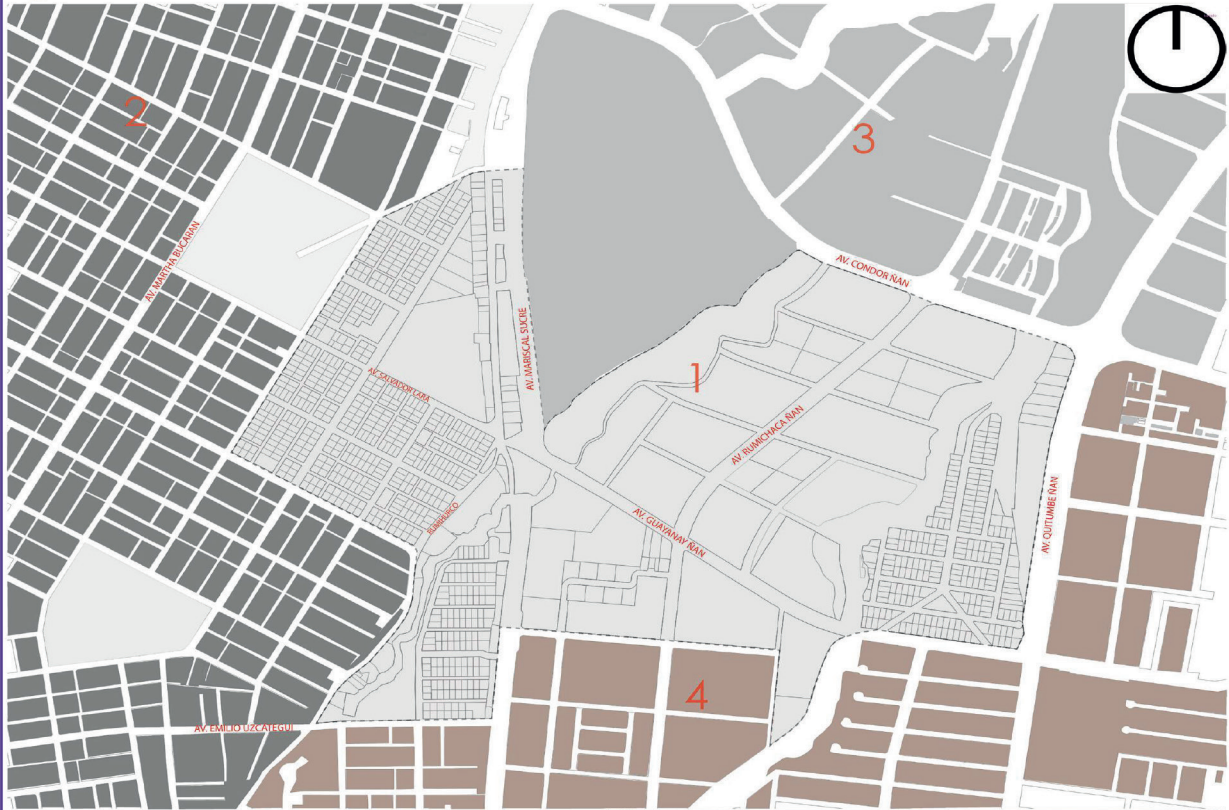 2
3
AV. MARTHA BUCARAN
AV. CONDOR ÑAN
AV. MARISCAL SUCRE
1
AV. SALVADOR LARA
AV. RUMICHACA ÑAN
AV. GUAYANAY ÑAN
AV. QUITUMBE ÑAN
4
AV. EMILIO UZCATEGUI